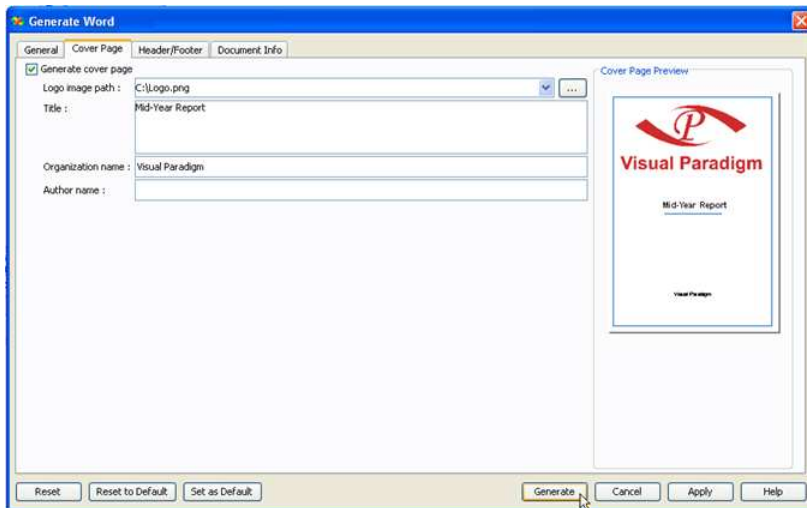 Generate Word
General Cover Page Header/Footer Document Info
Generate cover page
Logo image path : C:\Logo.png ...
Title : Mid-Year Report
Organization name : Visual Paradigm
Author name :
Cover Page Preview
P
Visual Paradigm
Mid-Year Report
Visual Paradigm
Reset Reset to Default Set as Default Generate Cancel Apply Help